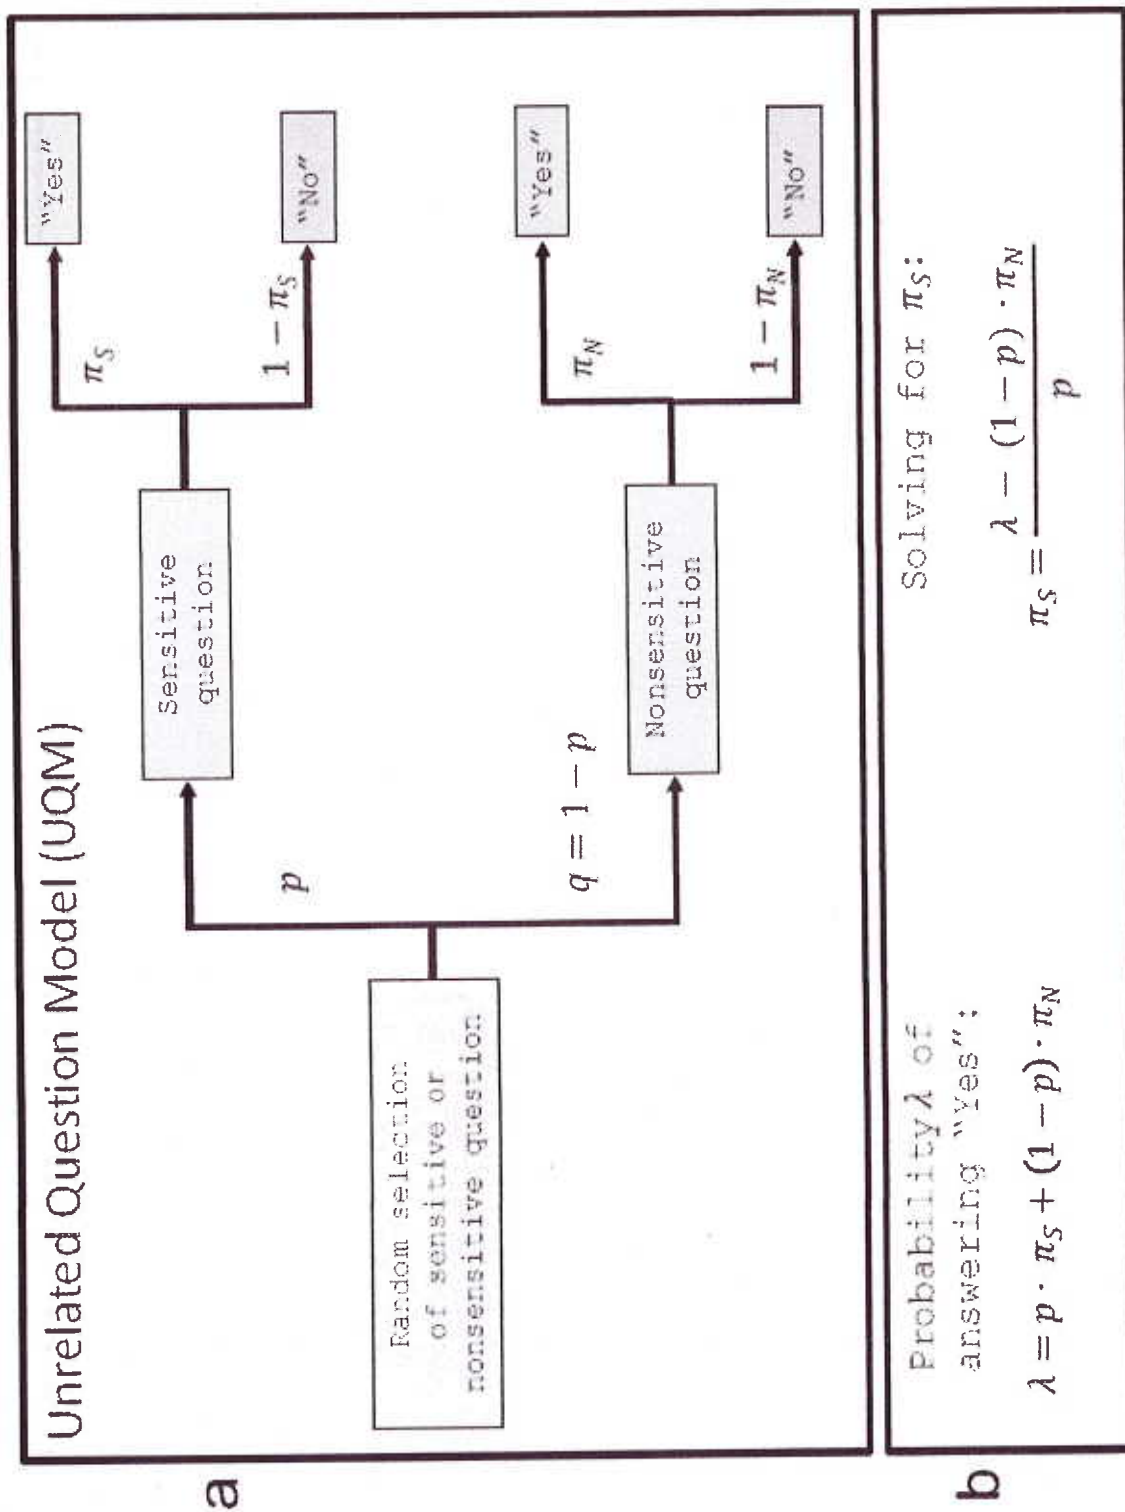 a
Unrelated Question Model (UQM)
Random selection
of sensitive or
nonsensitive question
p
q = 1 − p
Sensitive
question
Nonsensitive
question
π_S
1 − π_S
π_N
1 − π_N
"Yes"
"No"
"Yes"
"No"
b
Probability λ of
answering "Yes":
λ = p · π_S + (1 − p) · π_N
Solving for π_S:
π_S = \frac{λ − (1 − p) · π_N}{p}